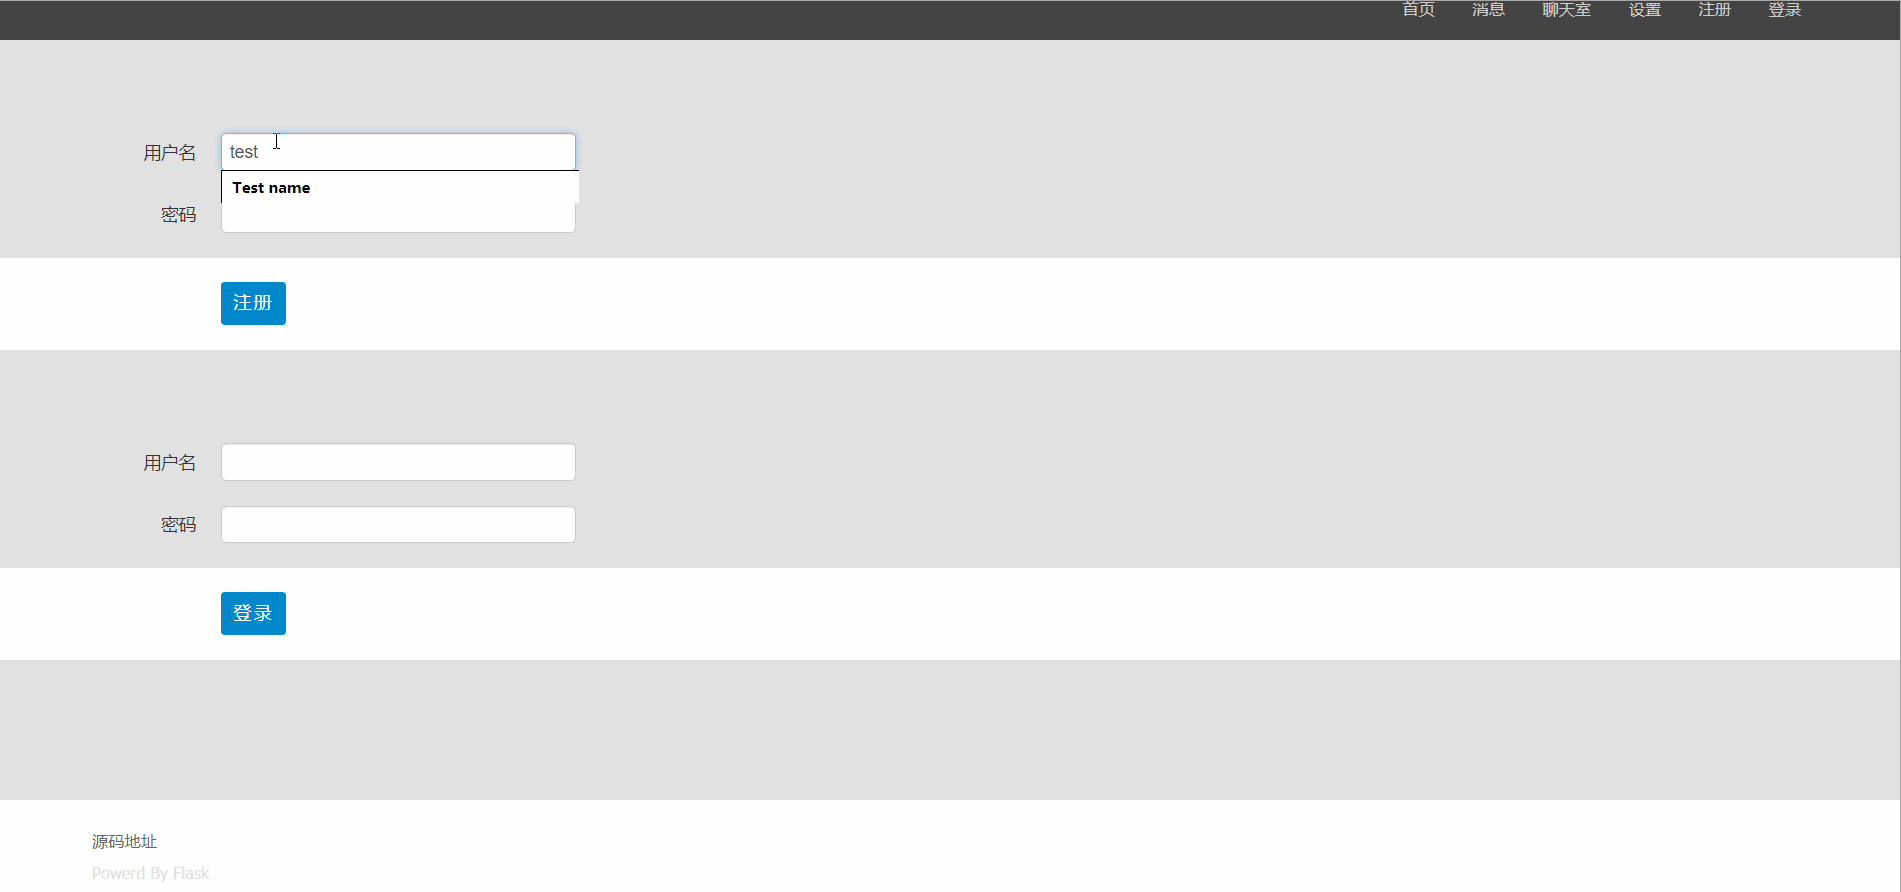 首页 消息 聊天室 设置 注册 登录
用户名 test
Test name
密码
注册
用户名
密码
登录
源码地址
Powerd By Flask